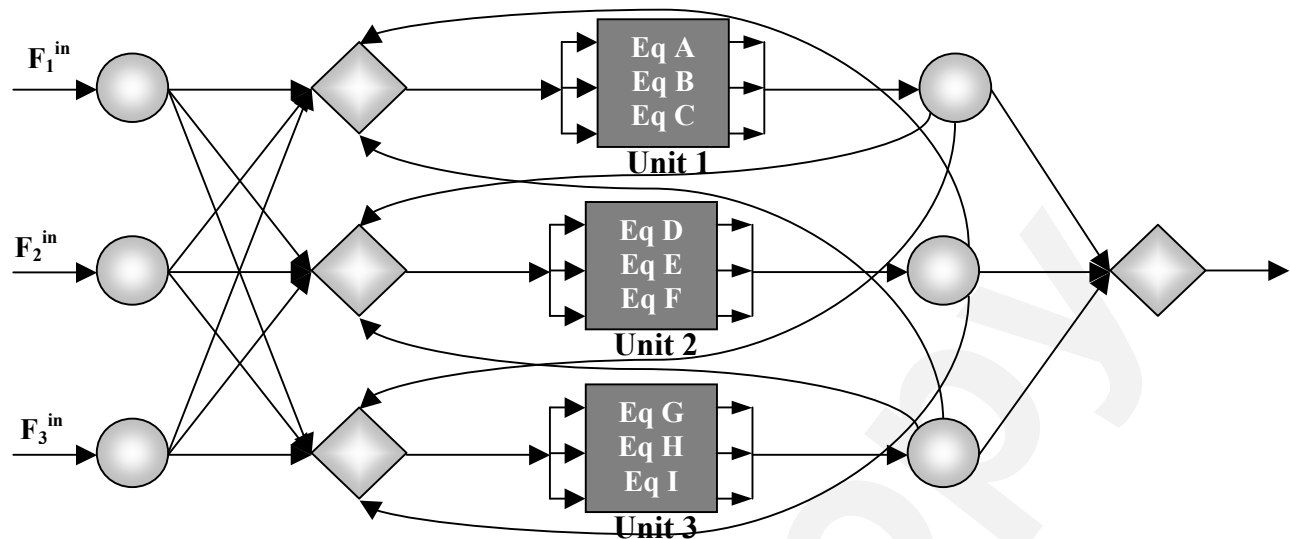 F₁ⁱⁿ
Eq A
Eq B
Eq C
Unit 1
F₂ⁱⁿ
Eq D
Eq E
Eq F
Unit 2
F₃ⁱⁿ
Eq G
Eq H
Eq I
Unit 3